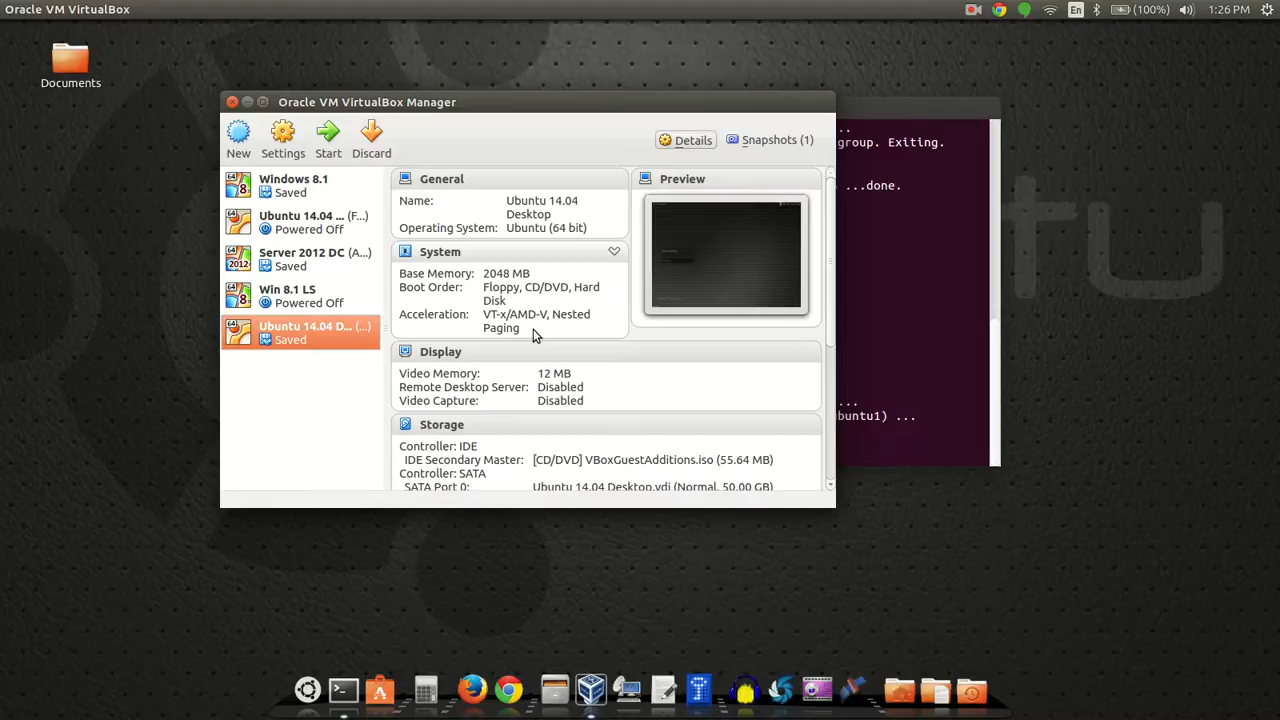 Oracle VM VirtualBox
En
(100%)
1:26 PM
Documents
Oracle VM VirtualBox Manager
New
Settings
Start
Discard
Details
Snapshots (1)
Windows 8.1
Saved
Ubuntu 14.04 ... (F...)
Powered Off
Server 2012 DC (A...)
Saved
Win 8.1 LS
Powered Off
Ubuntu 14.04 D... (...)
Saved
General
Name: Ubuntu 14.04
Desktop
Operating System: Ubuntu (64 bit)
System
Base Memory: 2048 MB
Boot Order: Floppy, CD/DVD, Hard
Disk
Acceleration: VT-x/AMD-V, Nested
Paging
Preview
Display
Video Memory: 12 MB
Remote Desktop Server: Disabled
Video Capture: Disabled
Storage
Controller: IDE
IDE Secondary Master: [CD/DVD] VBoxGuestAdditions.iso (55.64 MB)
Controller: SATA
SATA Port 0: Ubuntu 14.04 Desktop.vdi (Normal, 50.00 GB)
..
group. Exiting.
...done.
...
buntu1) ...
tu